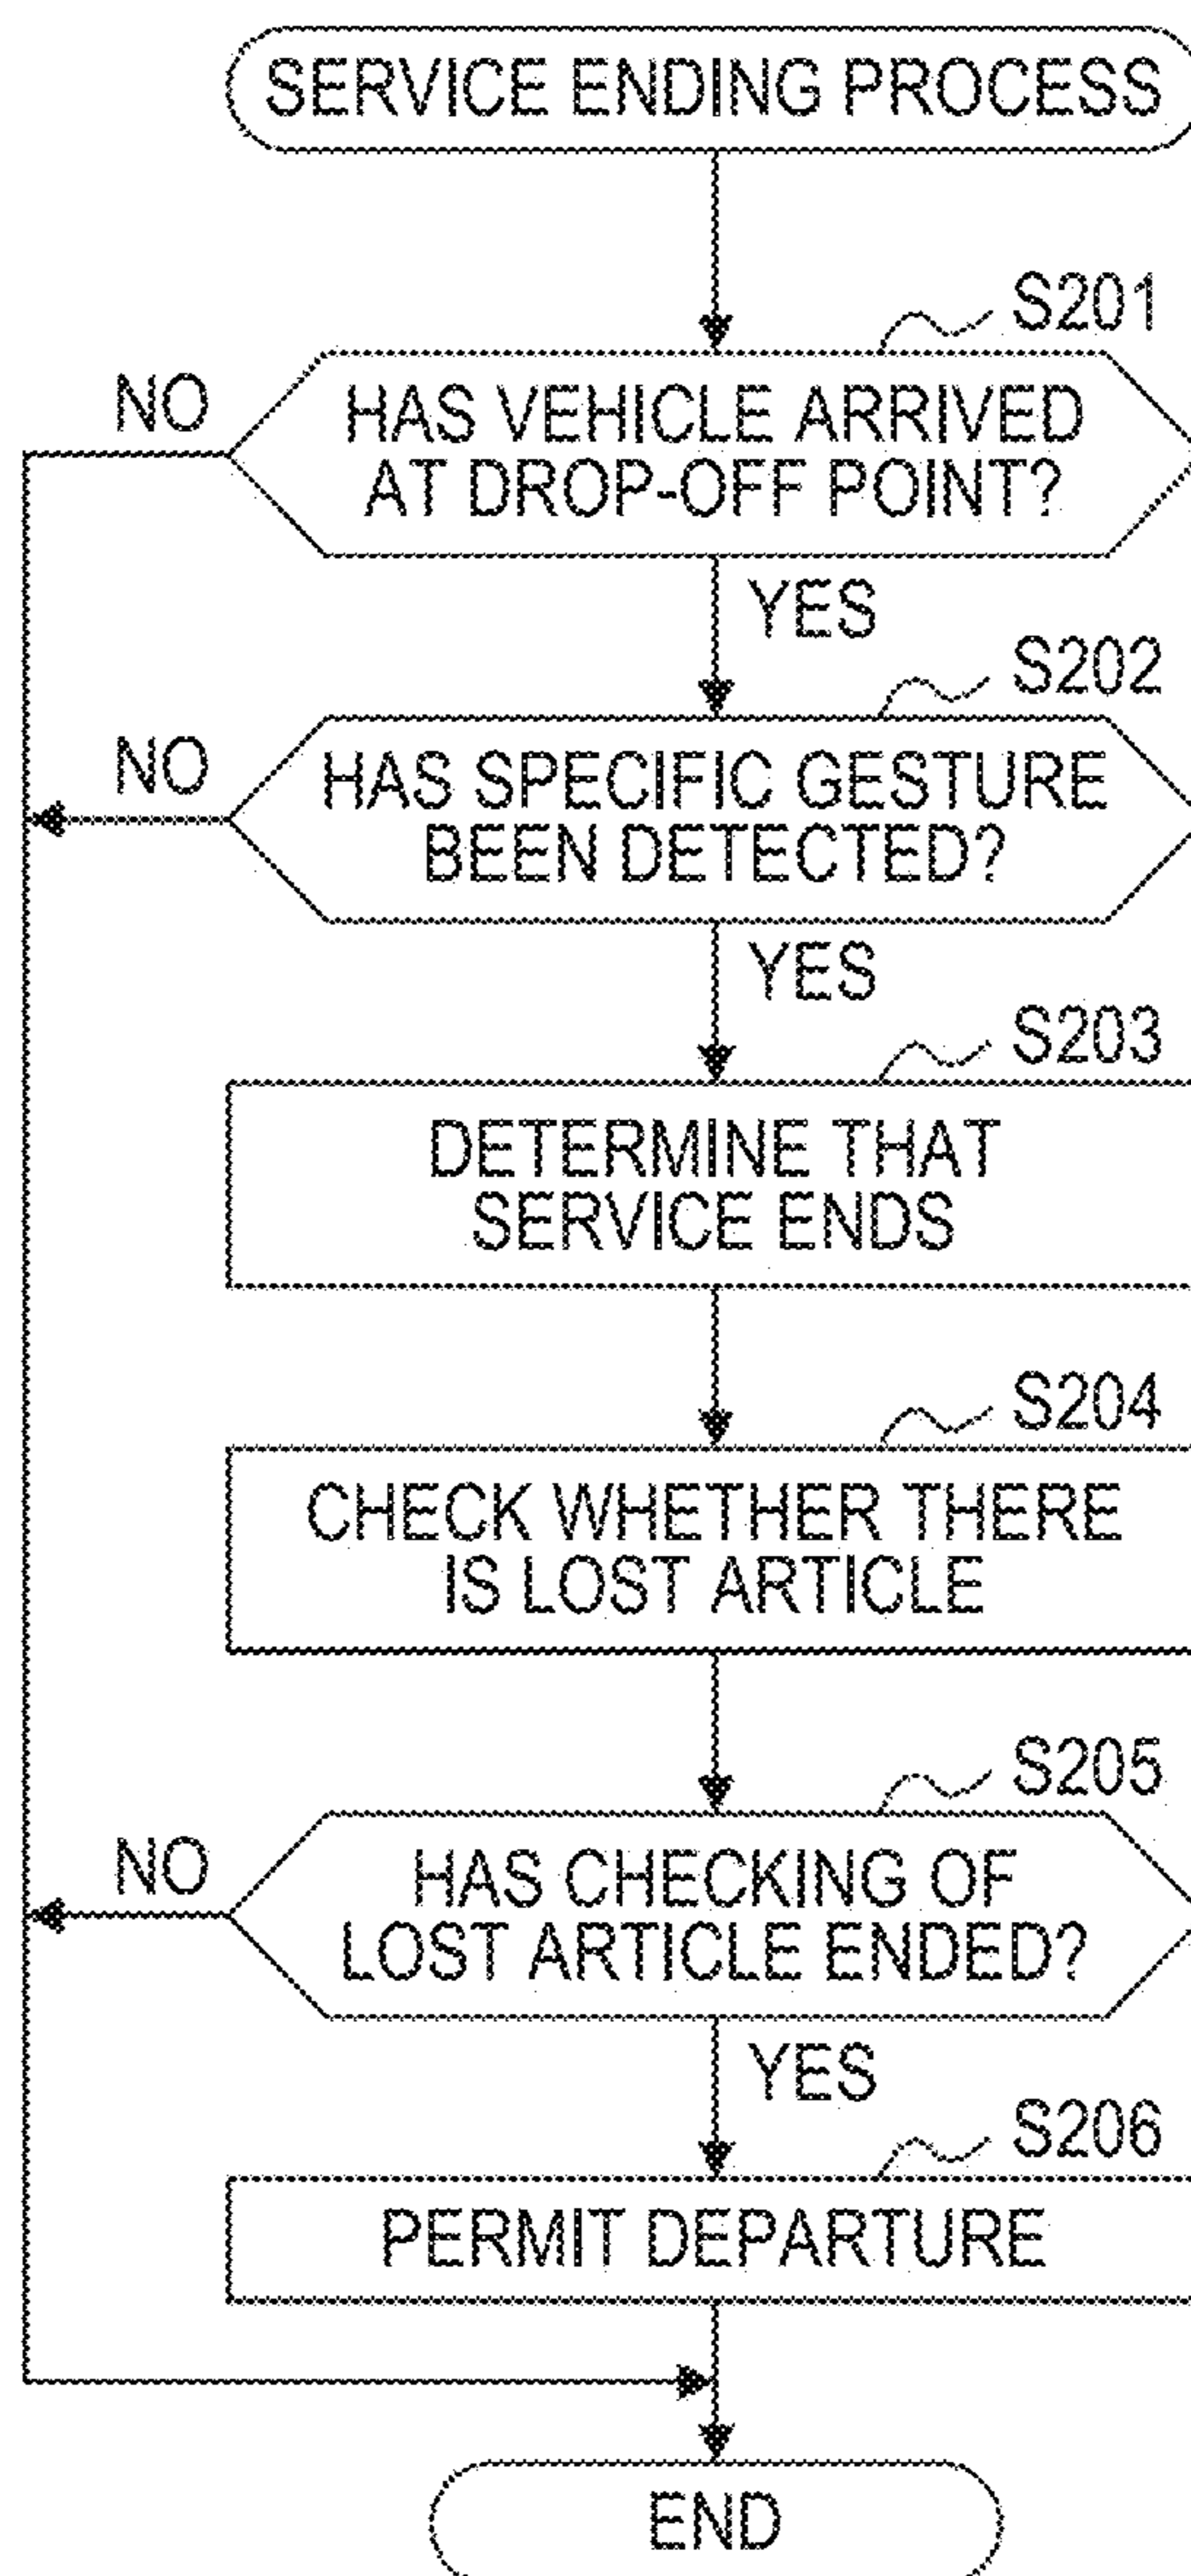 SERVICE ENDING PROCESS
S201
NO
HAS VEHICLE ARRIVED
AT DROP-OFF POINT?
YES
S202
NO
HAS SPECIFIC GESTURE
BEEN DETECTED?
YES
S203
DETERMINE THAT
SERVICE ENDS
S204
CHECK WHETHER THERE
IS LOST ARTICLE
S205
NO
HAS CHECKING OF
LOST ARTICLE ENDED?
YES
S206
PERMIT DEPARTURE
END